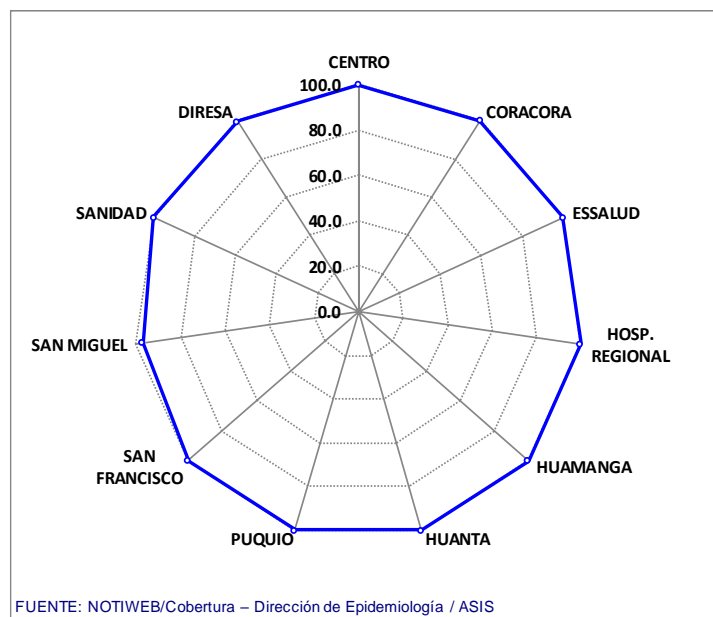 CENTRO
100.0
DIRESA
CORACORA
80.0
SANIDAD
60.0
ESSALUD
40.0
20.0
0.0
SAN MIGUEL
HOSP.
REGIONAL
SAN
FRANCISCO
HUAMANGA
PUQUIO
HUANTA
FUENTE: NOTIWEB/Cobertura – Dirección de Epidemiología / ASIS